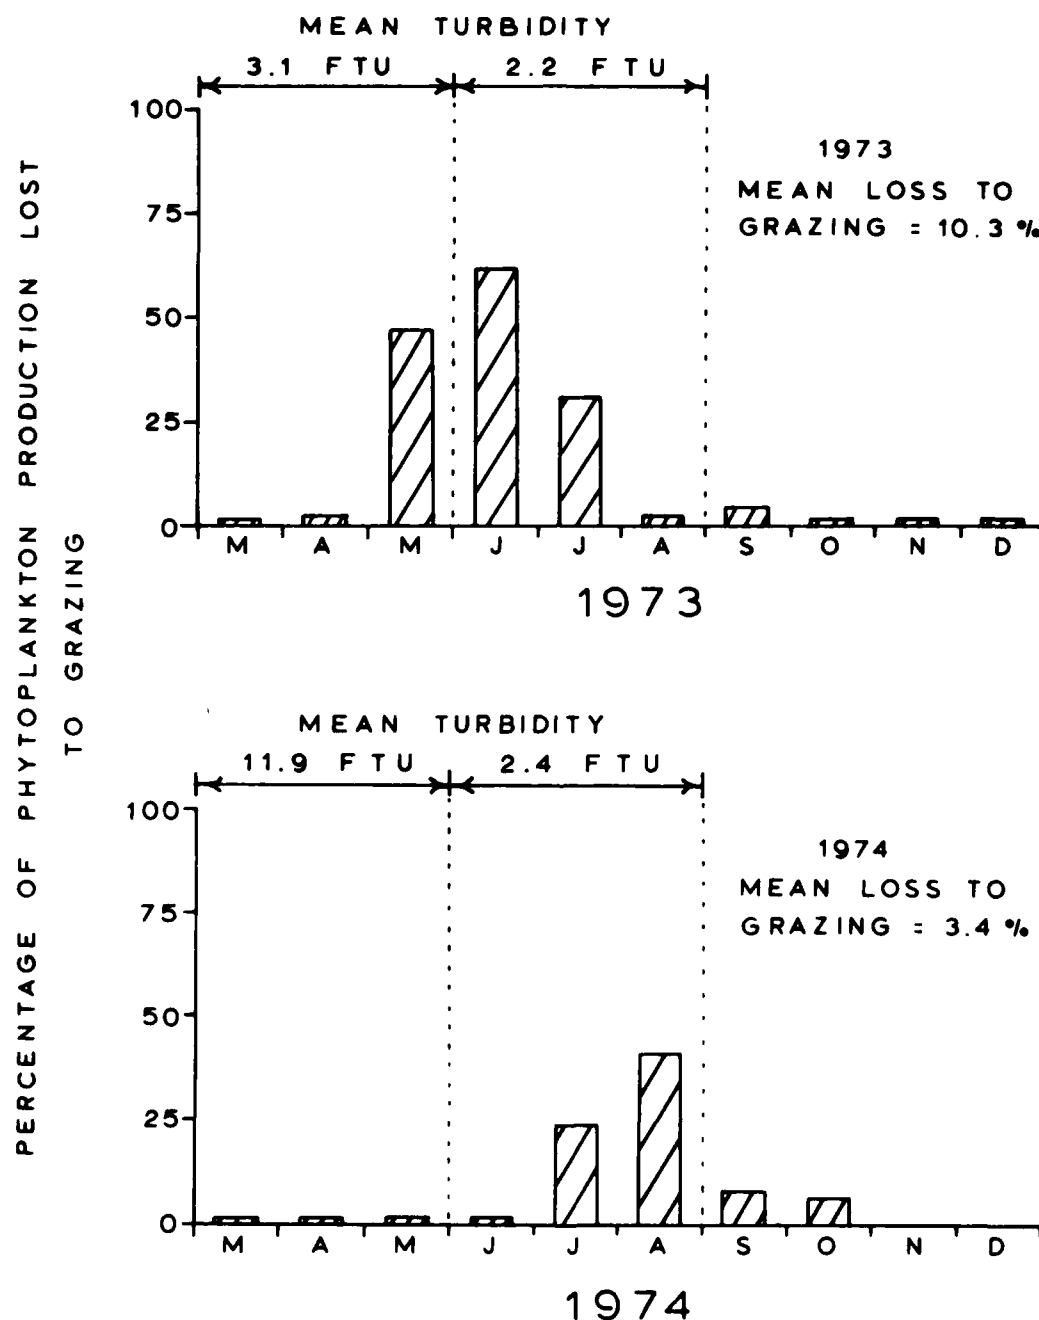 MEAN TURBIDITY
3.1 FTU 2.2 FTU
100
75
50
25
0
1973
MEAN LOSS TO
GRAZING = 10.3 %
M A M J J A S O N D
1973
PERCENTAGE OF PHYTOPLANKTON PRODUCTION LOST
TO GRAZING
MEAN TURBIDITY
11.9 FTU 2.4 FTU
100
75
50
25
0
1974
MEAN LOSS TO
GRAZING = 3.4 %
M A M J J A S O N D
1974